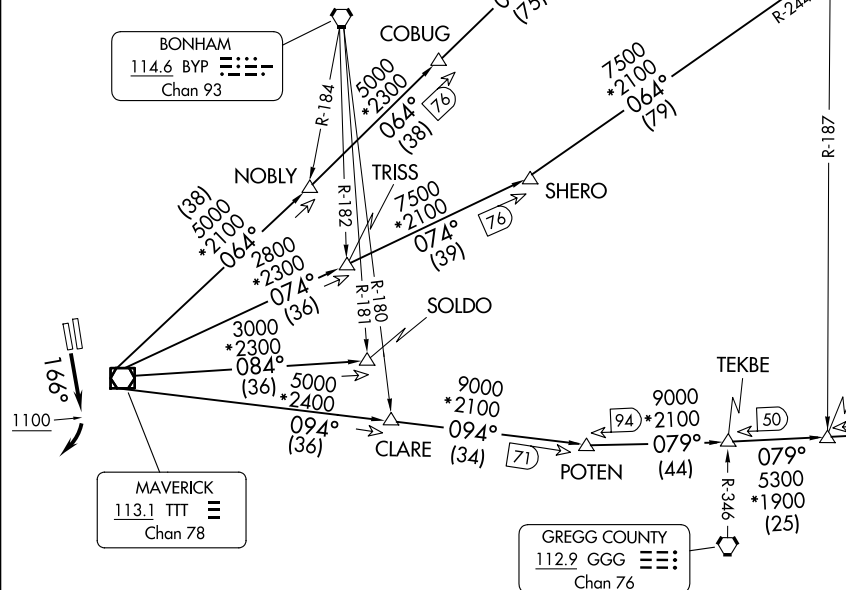 (75)
R-244
BONHAM
114.6 BYP
Chan 93
COBUG
5000
*2300
064°
(38)
76
7500
*2100
064°
(79)
R-184
R-187
NOBLY
TRISS
R-182
7500
*2100
074°
(39)
76
SHERO
(38)
5000
*2100
064°
2800
*2300
074°
(36)
R-180
R-181
SOLDO
3000
*2300
084°
(36)
166°
1100
5000
*2400
094°
(36)
CLARE
9000
*2100
094°
(34)
71
POTEN
TEKBE
94
9000
*2100
079°
(44)
50
079°
5300
*1900
(25)
R-346
MAVERICK
113.1 TTT
Chan 78
GREGG COUNTY
112.9 GGG
Chan 76